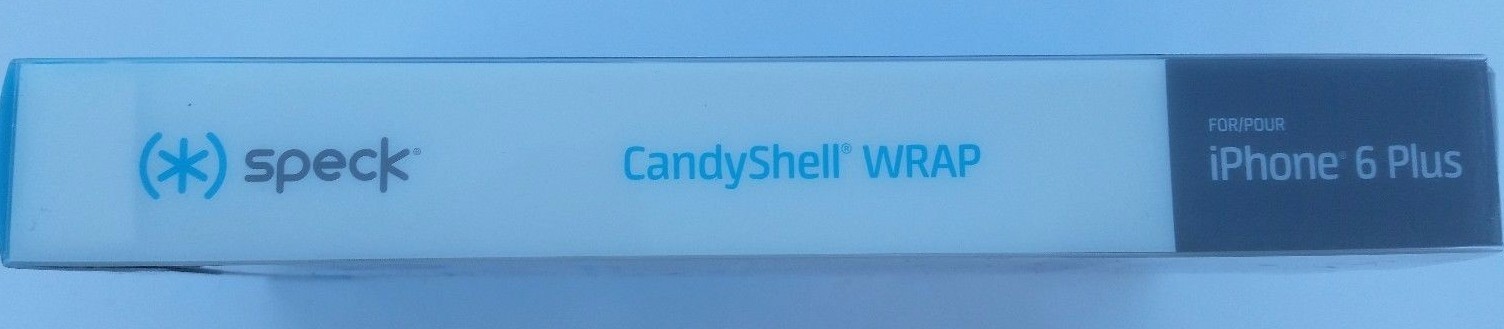 (*) speck®
CandyShell® WRAP
FOR/POUR
iPhone® 6 Plus